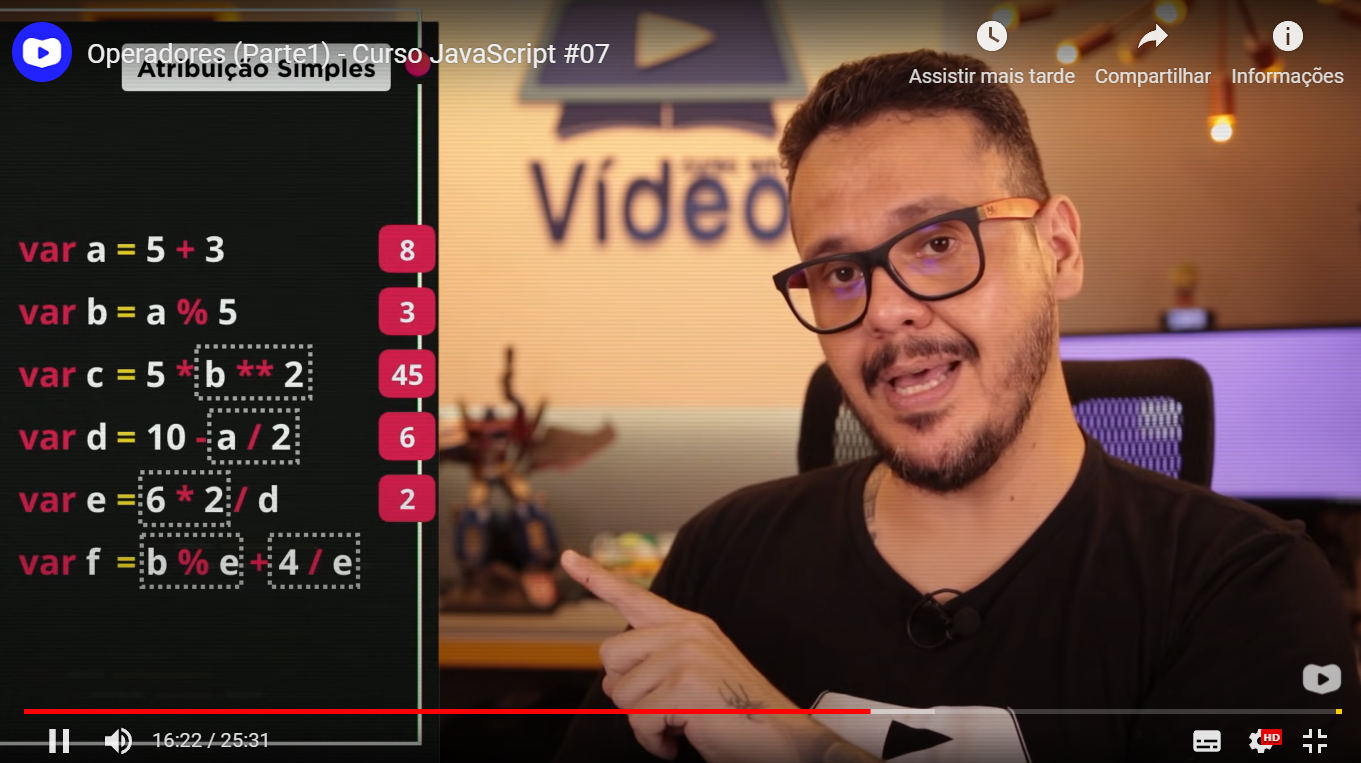 Operadores (Parte1) - Curso JavaScript #07
Assistir mais tarde
Compartilhar
Informações
Atribuição Simples
Vídeo
var a = 5 + 3
8
var b = a % 5
3
var c = 5 * b ** 2
45
var d = 10 - a / 2
6
var e = 6 * 2 / d
2
var f = b % e + 4 / e
16:22 / 25:31
HD